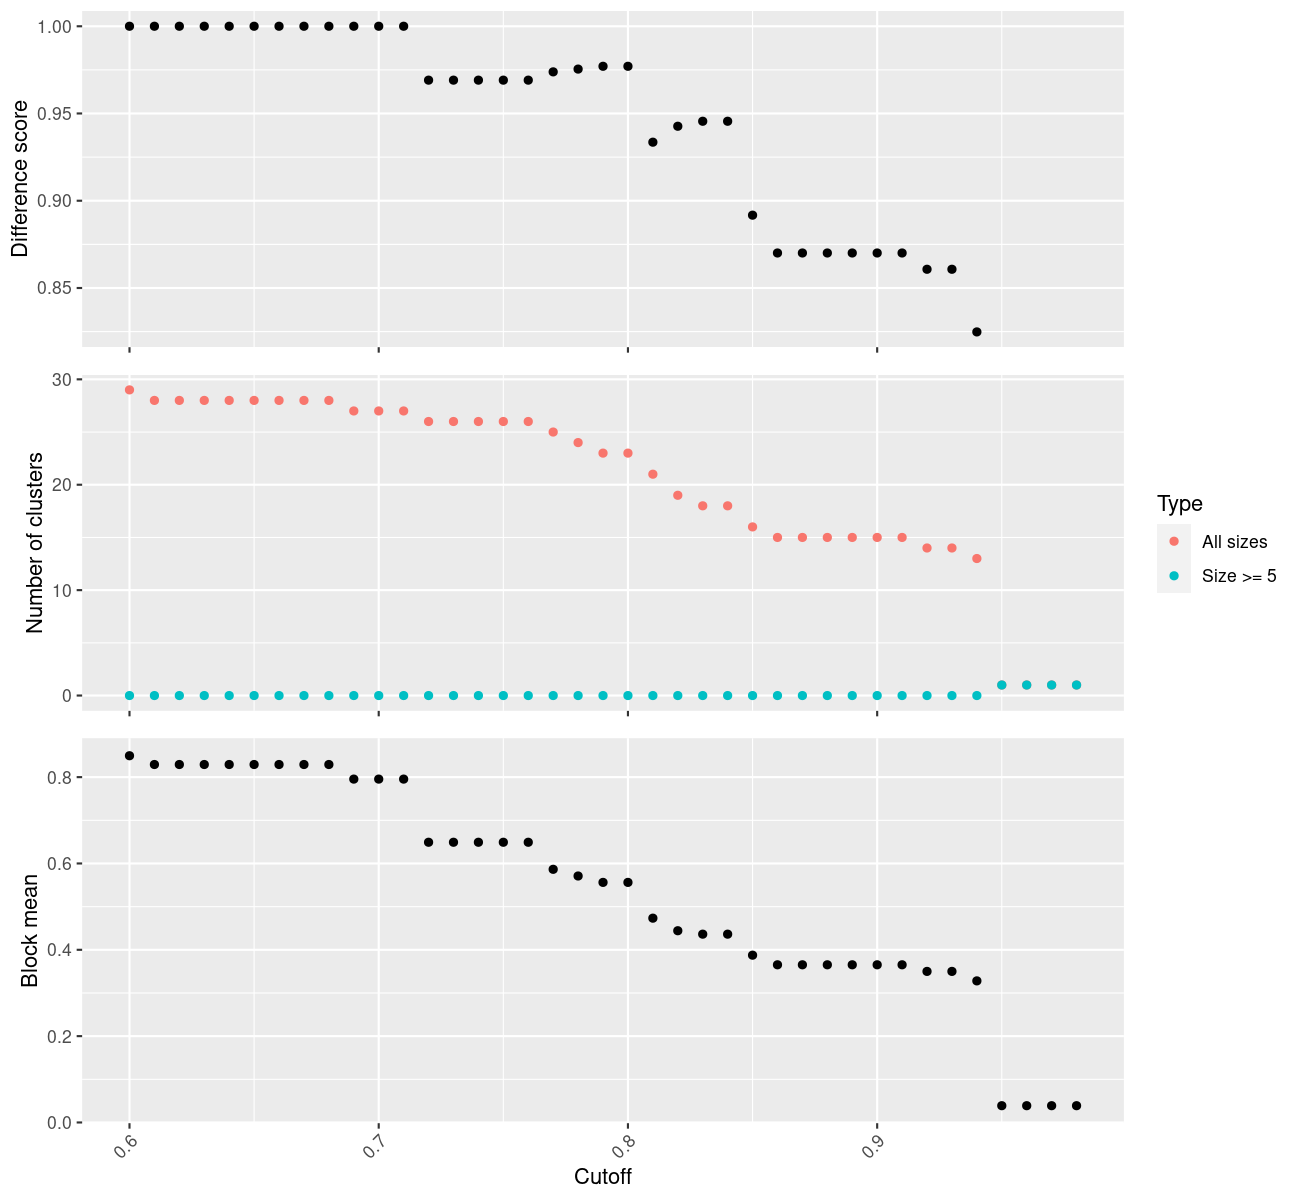 Difference score
1.00
0.95
0.90
0.85
Number of clusters
30
20
10
0
Type
All sizes
Size >= 5
Block mean
0.8
0.6
0.4
0.2
0.0
0.6 0.7 0.8 0.9
Cutoff